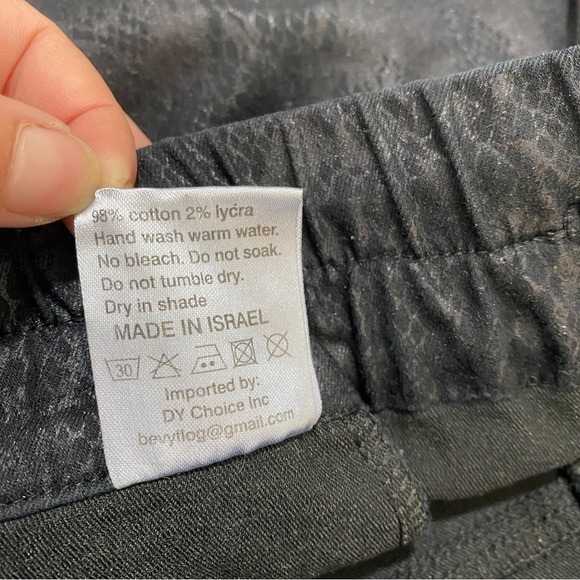 98% cotton 2% lycra
Hand wash warm water.
No bleach. Do not soak.
Do not tumble dry.
Dry in shade
MADE IN ISRAEL
30
Imported by:
DY Choice Inc
bevyflog@gmail.com